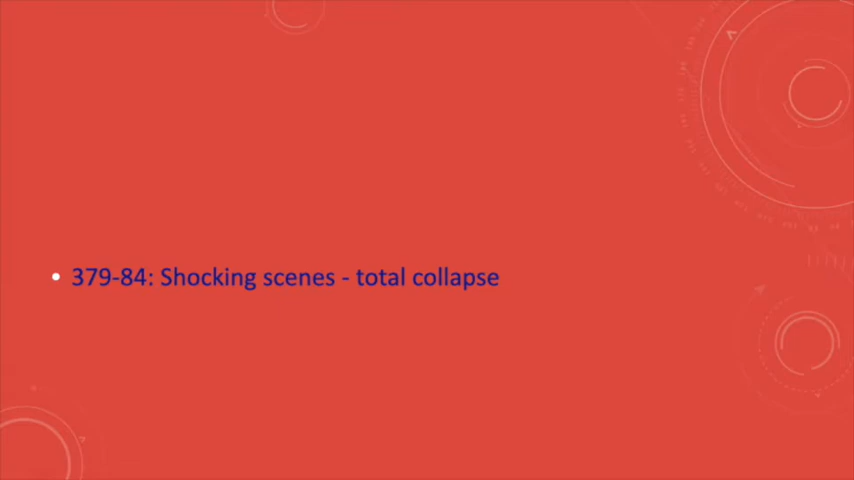 • 379-84: Shocking scenes - total collapse